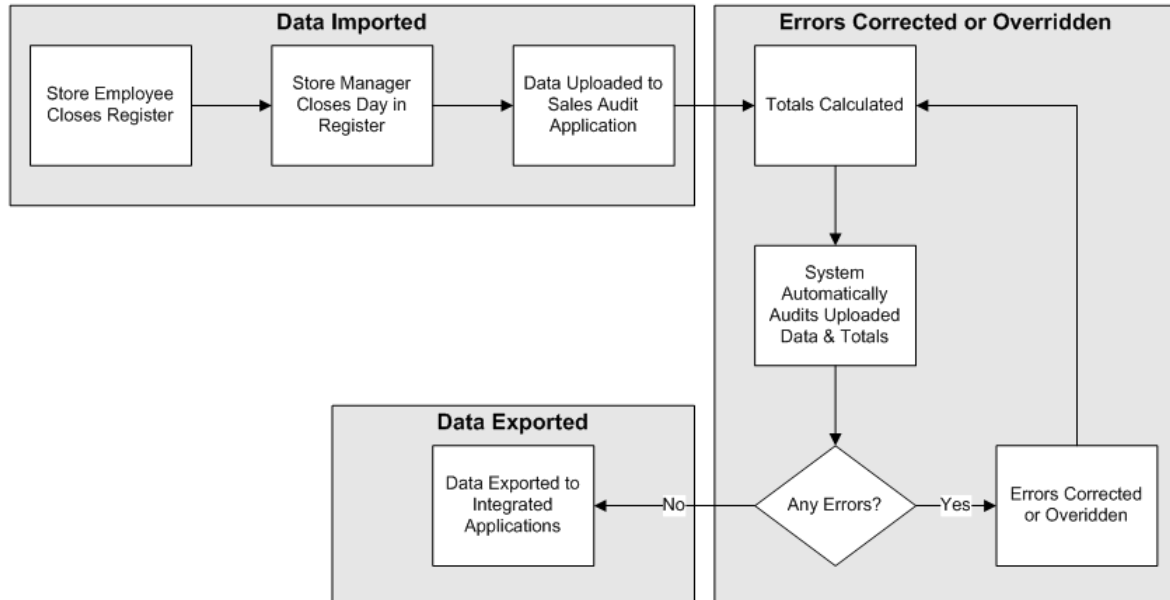 Data Imported
Store Employee
Closes Register
Store Manager
Closes Day in
Register
Data Uploaded to
Sales Audit
Application
Errors Corrected or Overridden
Totals Calculated
System
Automatically
Audits Uploaded
Data & Totals
Any Errors?
Yes
Errors Corrected
or Overidden
No
Data Exported
Data Exported to
Integrated
Applications